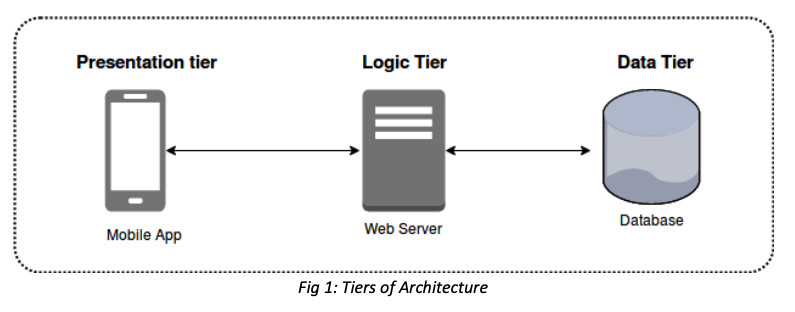 Presentation tier
Logic Tier
Data Tier
Mobile App
Web Server
Database
Fig 1: Tiers of Architecture